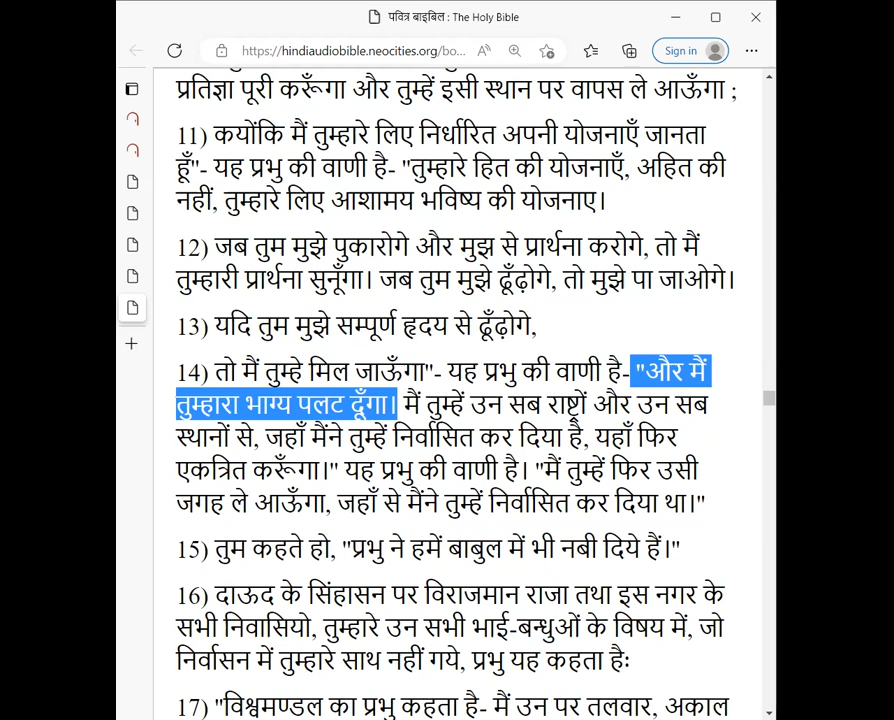 पवित्र बाइबिल : The Holy Bible
https://hindiaudiobible.neocities.org/bo...
Sign in
प्रतिज्ञा पूरी करूँगा और तुम्हें इसी स्थान पर वापस ले आऊँगा ;
11) कयोंकि मैं तुम्हारे लिए निर्धारित अपनी योजनाएँ जानता
हूँ"- यह प्रभु की वाणी है- "तुम्हारे हित की योजनाएँ, अहित की
नहीं, तुम्हारे लिए आशामय भविष्य की योजनाए।
12) जब तुम मुझे पुकारोगे और मुझ से प्रार्थना करोगे, तो मैं
तुम्हारी प्रार्थना सुनूँगा। जब तुम मुझे ढूँढ़ोगे, तो मुझे पा जाओगे।
13) यदि तुम मुझे सम्पूर्ण हृदय से ढूँढ़ोगे,
14) तो मैं तुम्हे मिल जाऊँगा"- यह प्रभु की वाणी है- "और मैं
तुम्हारा भाग्य पलट दूँगा। मैं तुम्हें उन सब राष्ट्रों और उन सब
स्थानों से, जहाँ मैंने तुम्हें निर्वासित कर दिया है, यहाँ फिर
एकत्रित करूँगा।" यह प्रभु की वाणी है। "मैं तुम्हें फिर उसी
जगह ले आऊँगा, जहाँ से मैंने तुम्हें निर्वासित कर दिया था।"
15) तुम कहते हो, "प्रभु ने हमें बाबुल में भी नबी दिये हैं।"
16) दाऊद के सिंहासन पर विराजमान राजा तथा इस नगर के
सभी निवासियो, तुम्हारे उन सभी भाई-बन्धुओं के विषय में, जो
निर्वासन में तुम्हारे साथ नहीं गये, प्रभु यह कहता हैः
17) "विश्वमण्डल का प्रभु कहता है- मैं उन पर तलवार, अकाल